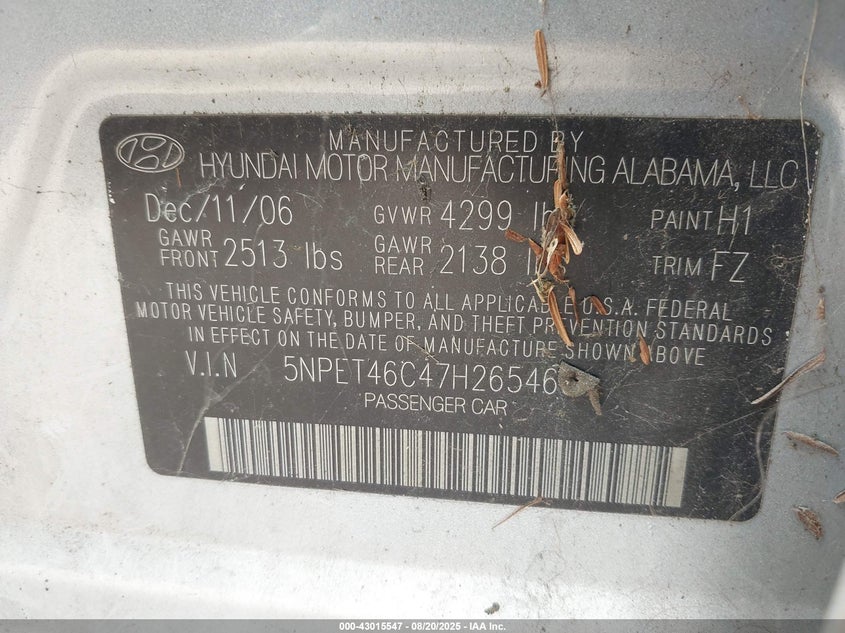 MANUFACTURED BY
HYUNDAI MOTOR MANUFACTURING ALABAMA, LLC
Dec/11/06 GVWR 4299 lbs PAINT H1
GAWR FRONT 2513 lbs GAWR REAR 2138 TRIM FZ
THIS VEHICLE CONFORMS TO ALL APPLICABLE U.S.A. FEDERAL
MOTOR VEHICLE SAFETY, BUMPER, AND THEFT PREVENTION STANDARDS
IN EFFECT ON THE DATE OF MANUFACTURE SHOWN ABOVE
V.I.N 5NPET46C47H26546
PASSENGER CAR
000-43015547 - 08/20/2025 - IAA Inc.